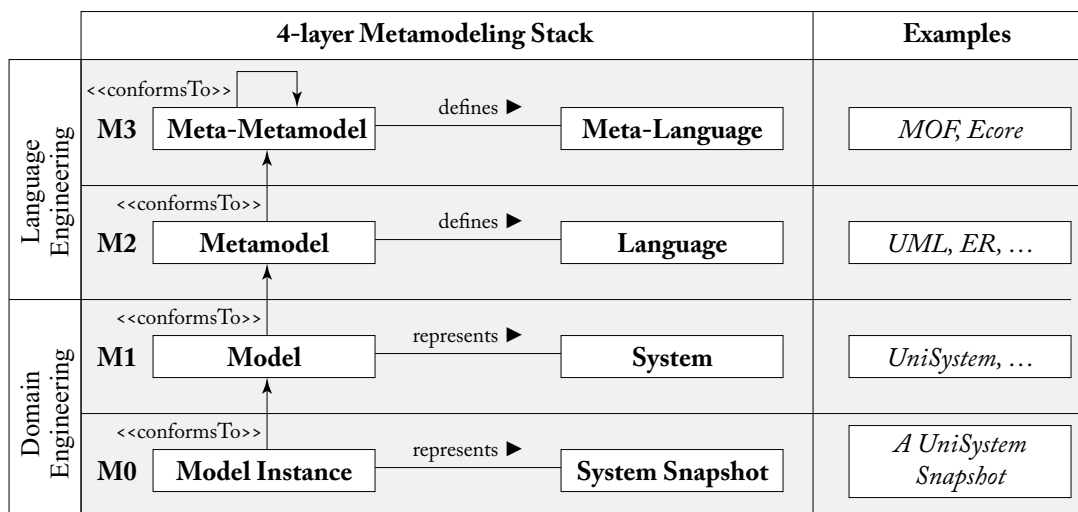 4-layer Metamodeling Stack
Examples
Language
Engineering
<<conformsTo>>
M3
Meta-Metamodel
defines ►
Meta-Language
MOF, Ecore
<<conformsTo>>
M2
Metamodel
defines ►
Language
UML, ER, …
Domain
Engineering
<<conformsTo>>
M1
Model
represents ►
System
UniSystem, …
<<conformsTo>>
M0
Model Instance
represents ►
System Snapshot
A UniSystem
Snapshot